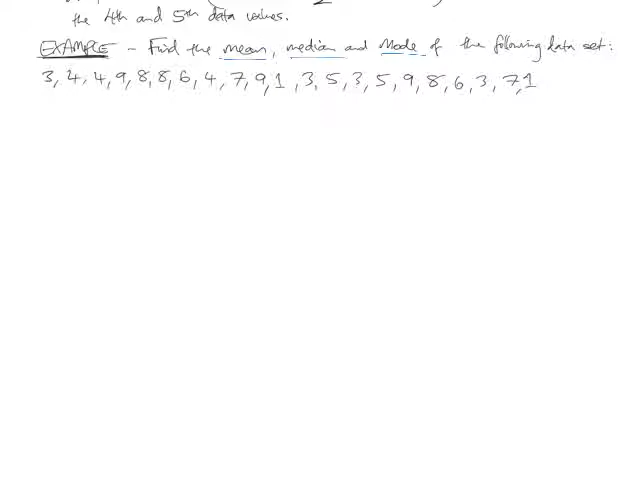 the 4th and 5th data values.
EXAMPLE - Find the mean, median and mode of the following data set:
3, 4, 4, 9, 8, 8, 6, 4, 7, 9, 1, 3, 5, 3, 5, 9, 8, 6, 3, 7, 1